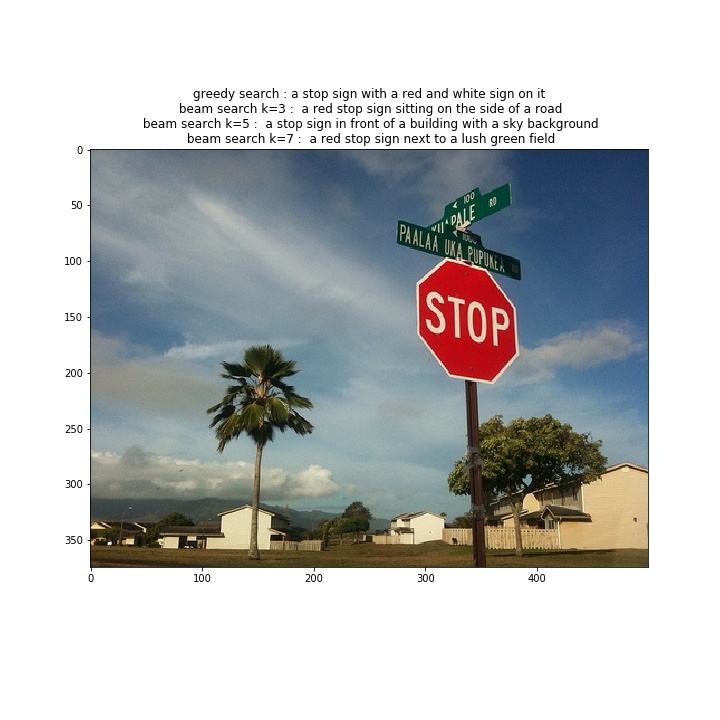 greedy search : a stop sign with a red and white sign on it
beam search k=3 :  a red stop sign sitting on the side of a road
beam search k=5 :  a stop sign in front of a building with a sky background
beam search k=7 :  a red stop sign next to a lush green field
0
50
100
150
200
250
300
350
0
100
200
300
400
100
RD
PAALAA UKA PUPUKEA RD
STOP